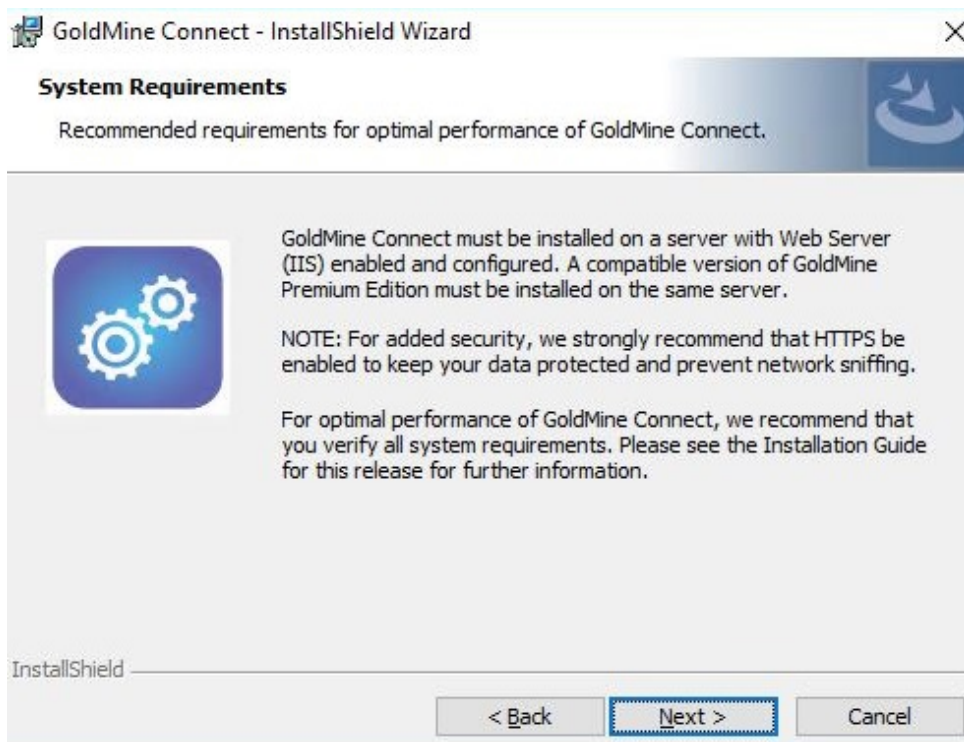 GoldMine Connect - InstallShield Wizard
System Requirements
Recommended requirements for optimal performance of GoldMine Connect.
GoldMine Connect must be installed on a server with Web Server
(IIS) enabled and configured. A compatible version of GoldMine
Premium Edition must be installed on the same server.
NOTE: For added security, we strongly recommend that HTTPS be
enabled to keep your data protected and prevent network sniffing.
For optimal performance of GoldMine Connect, we recommend that
you verify all system requirements. Please see the Installation Guide
for this release for further information.
InstallShield
< Back
Next >
Cancel